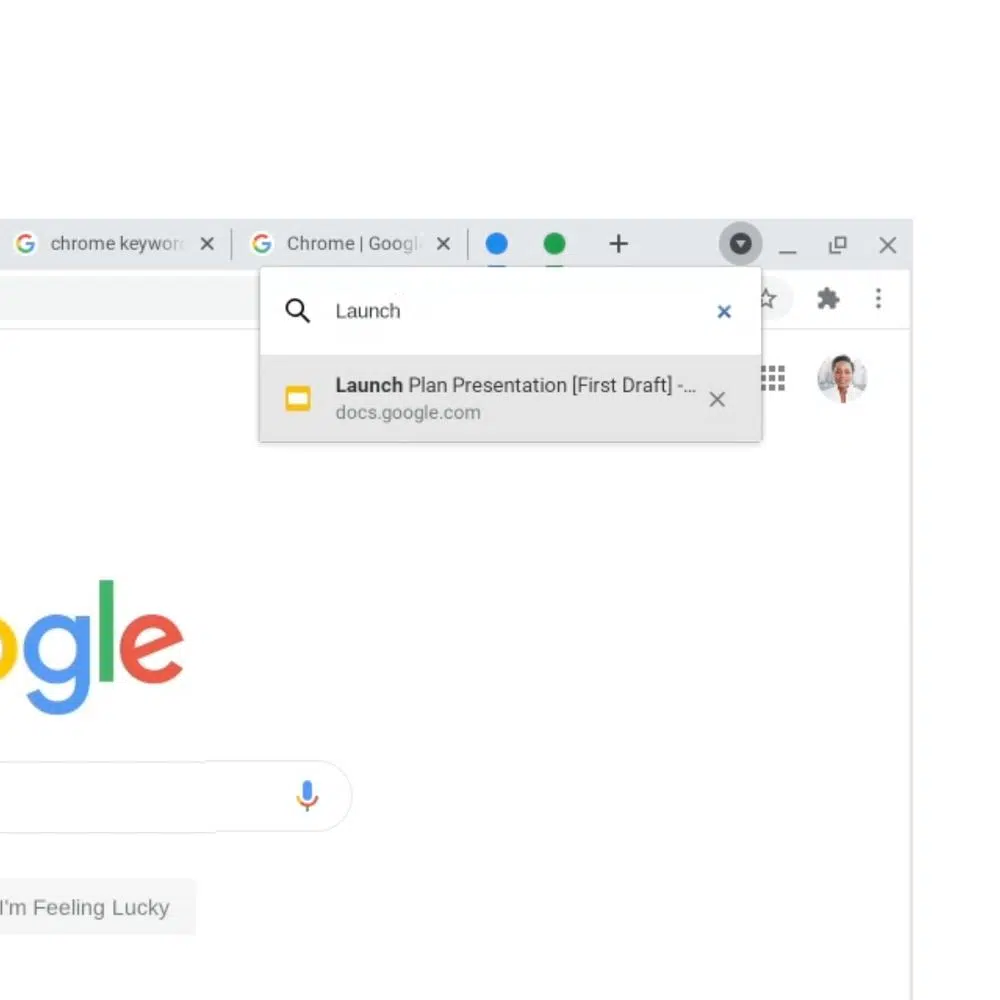 chrome keywor
Chrome | Googl
Launch
Launch Plan Presentation [First Draft] -...
docs.google.com
ogle
I'm Feeling Lucky